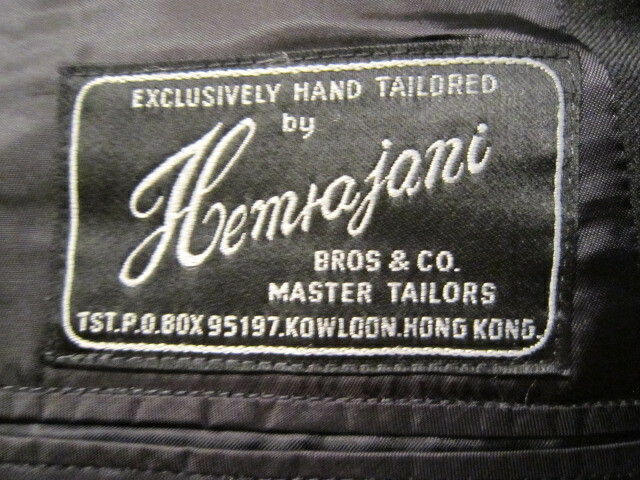 EXCLUSIVELY HAND TAILORED
by
Hemrajani
BROS & CO.
MASTER TAILORS
TST.P.O.BOX 95197.KOWLOON.HONG KONG.